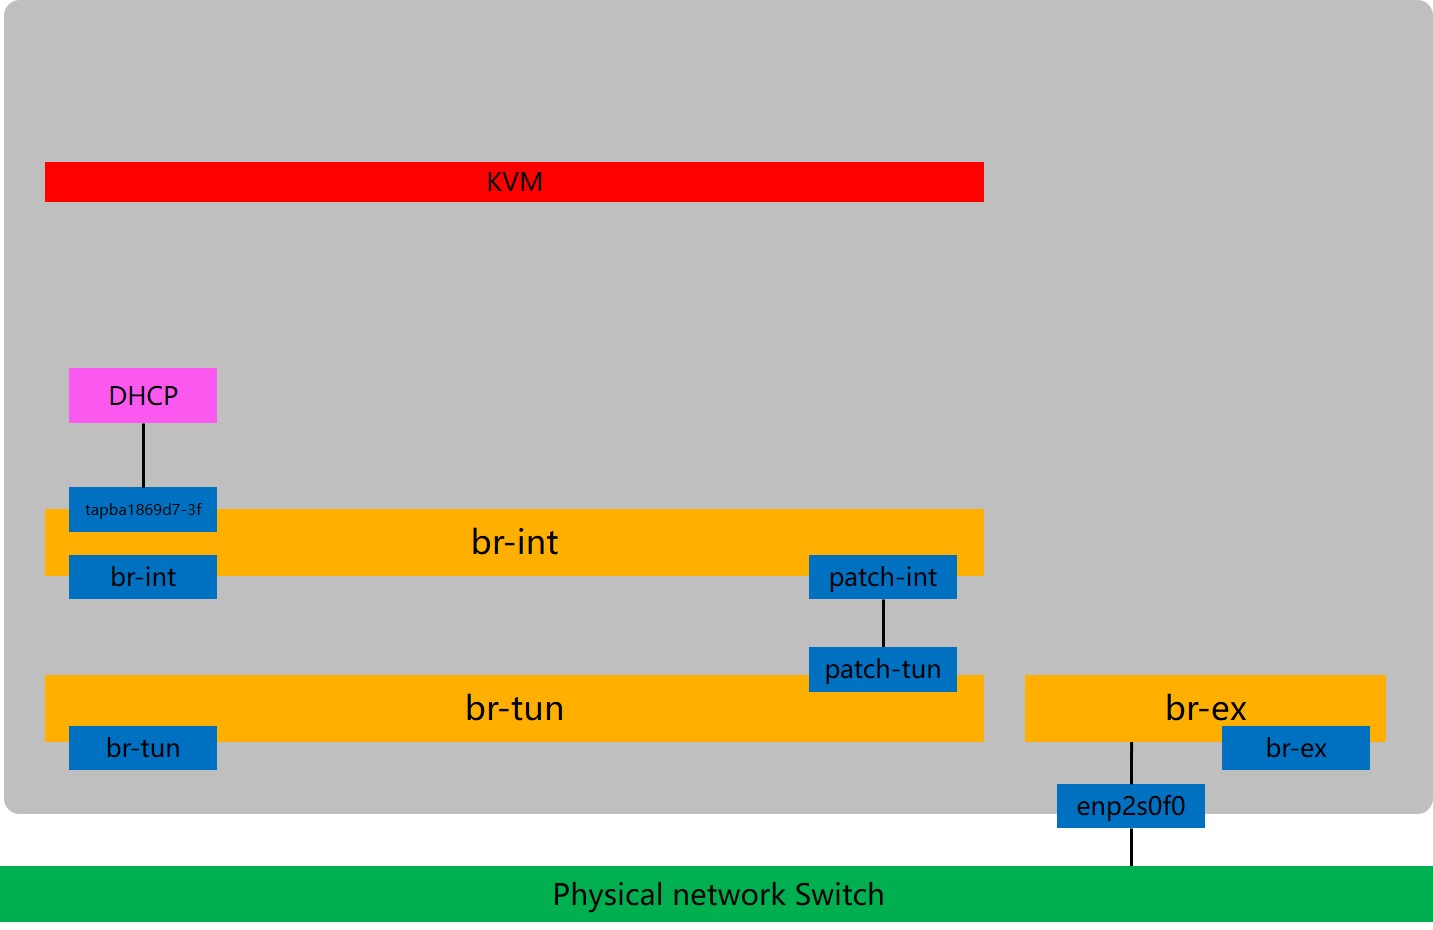 KVM
DHCP
tapba1869d7-3f
br-int
br-int
patch-int
patch-tun
br-tun
br-ex
br-tun
br-ex
enp2s0f0
Physical network Switch